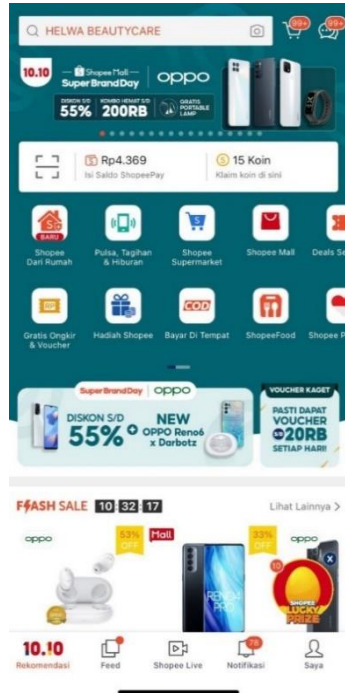 HELWA BEAUTYCARE
99+
99+
10.10
Shopee Mall
Super Brand Day
oppo
DISKON S/D
55%
KOMBO HEMAT S/D
200RB
GRATIS
PORTABLE
LAMP
Rp4.369
Isi Saldo ShopeePay
15 Koin
Klaim koin di sini
BARU
Shopee
Dari Rumah
Pulsa, Tagihan
& Hiburan
Shopee
Supermarket
Shopee Mall
Deals Se
COD
Gratis Ongkir
& Voucher
Hadiah Shopee
Bayar Di Tempat
ShopeeFood
Shopee P
Super Brand Day
oppo
DISKON S/D
55%
NEW
OPPO Reno6
x Darbotz
VOUCHER KAGET
PASTI DAPAT
VOUCHER
S/D 20RB
SETIAP HARI!
FLASH SALE
10 32 17
Lihat Lainnya >
oppo
53%
OFF
Mall
RENO4
PRO
33%
OFF
oppo
10
X
SHOPEE
LUCKY
PRIZE
10.10
Rekomendasi
Feed
Shopee Live
78
Notifikasi
Saya